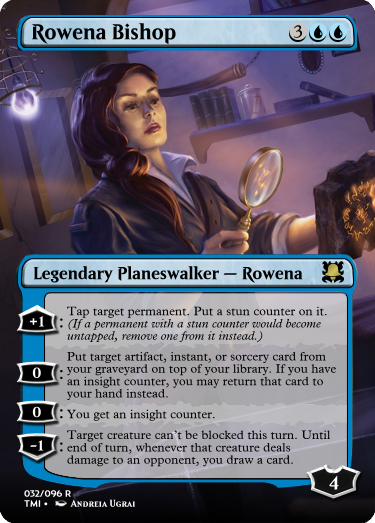 Rowena Bishop 3
Legendary Planeswalker — Rowena
+1: Tap target permanent. Put a stun counter on it.
(If a permanent with a stun counter would become
untapped, remove one from it instead.)
0: Put target artifact, instant, or sorcery card from
your graveyard on top of your library. If you have
an insight counter, you may return that card to
your hand instead.
0: You get an insight counter.
-1: Target creature can't be blocked this turn. Until
end of turn, whenever that creature deals
damage to an opponent, you draw a card.
4
032/096 R
TMI • Andreia Ugrai